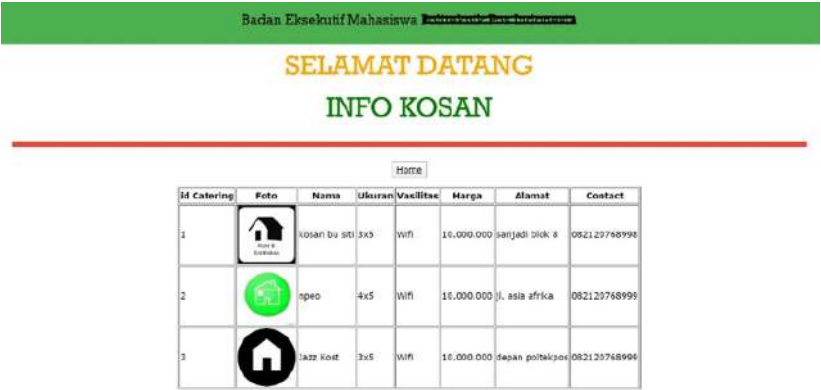 Badan Eksekutif Mahasiswa
SELAMAT DATANG
INFO KOSAN
Home
id Catering Foto Nama Ukuran Vasilitas Harga Alamat Contact
1 kosan bu siti 3x5 wifi 10.000.000 sarijadi blok 8 082120768998
2 npeo 4x5 Wifi 10.000.000 jl. asia afrika 082120768999
3 Jazz Kost 3x5 Wifi 10.000.000 depan poltekpos 082120768999